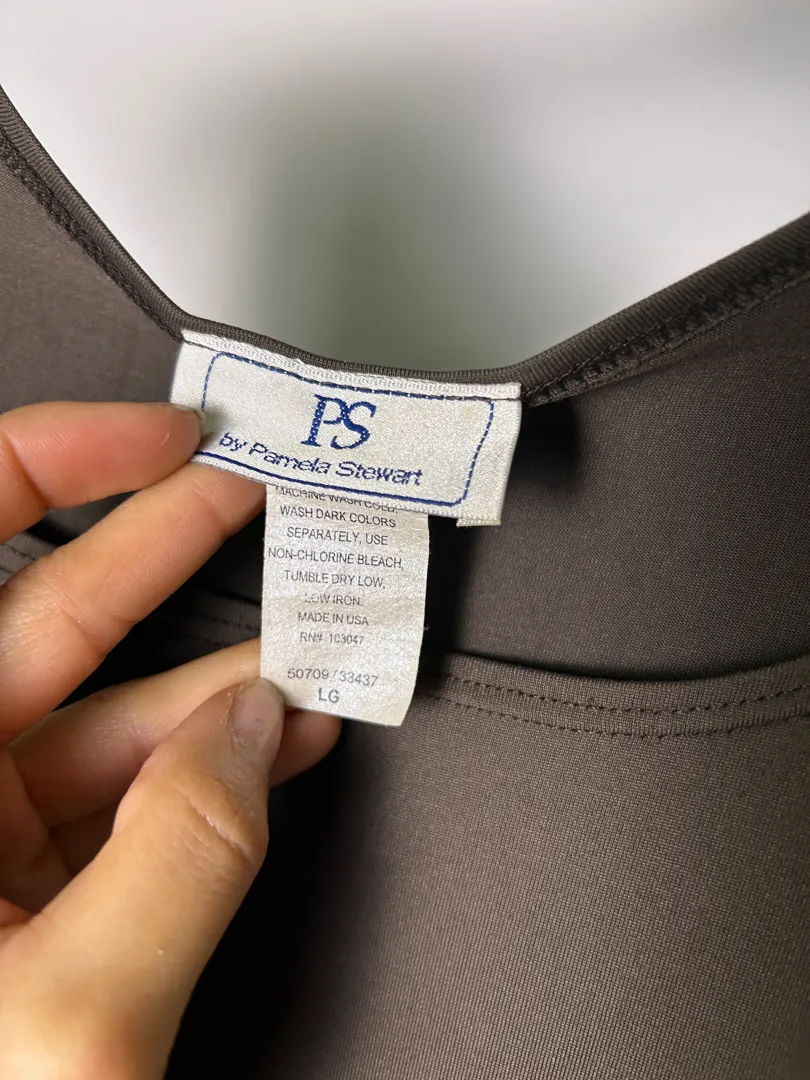 PS
by Pamela Stewart
MACHINE WASH COLD.
WASH DARK COLORS
SEPARATELY, USE
NON-CHLORINE BLEACH,
TUMBLE DRY LOW,
LOW IRON.
MADE IN USA
RN# 103047
50709/33437
LG